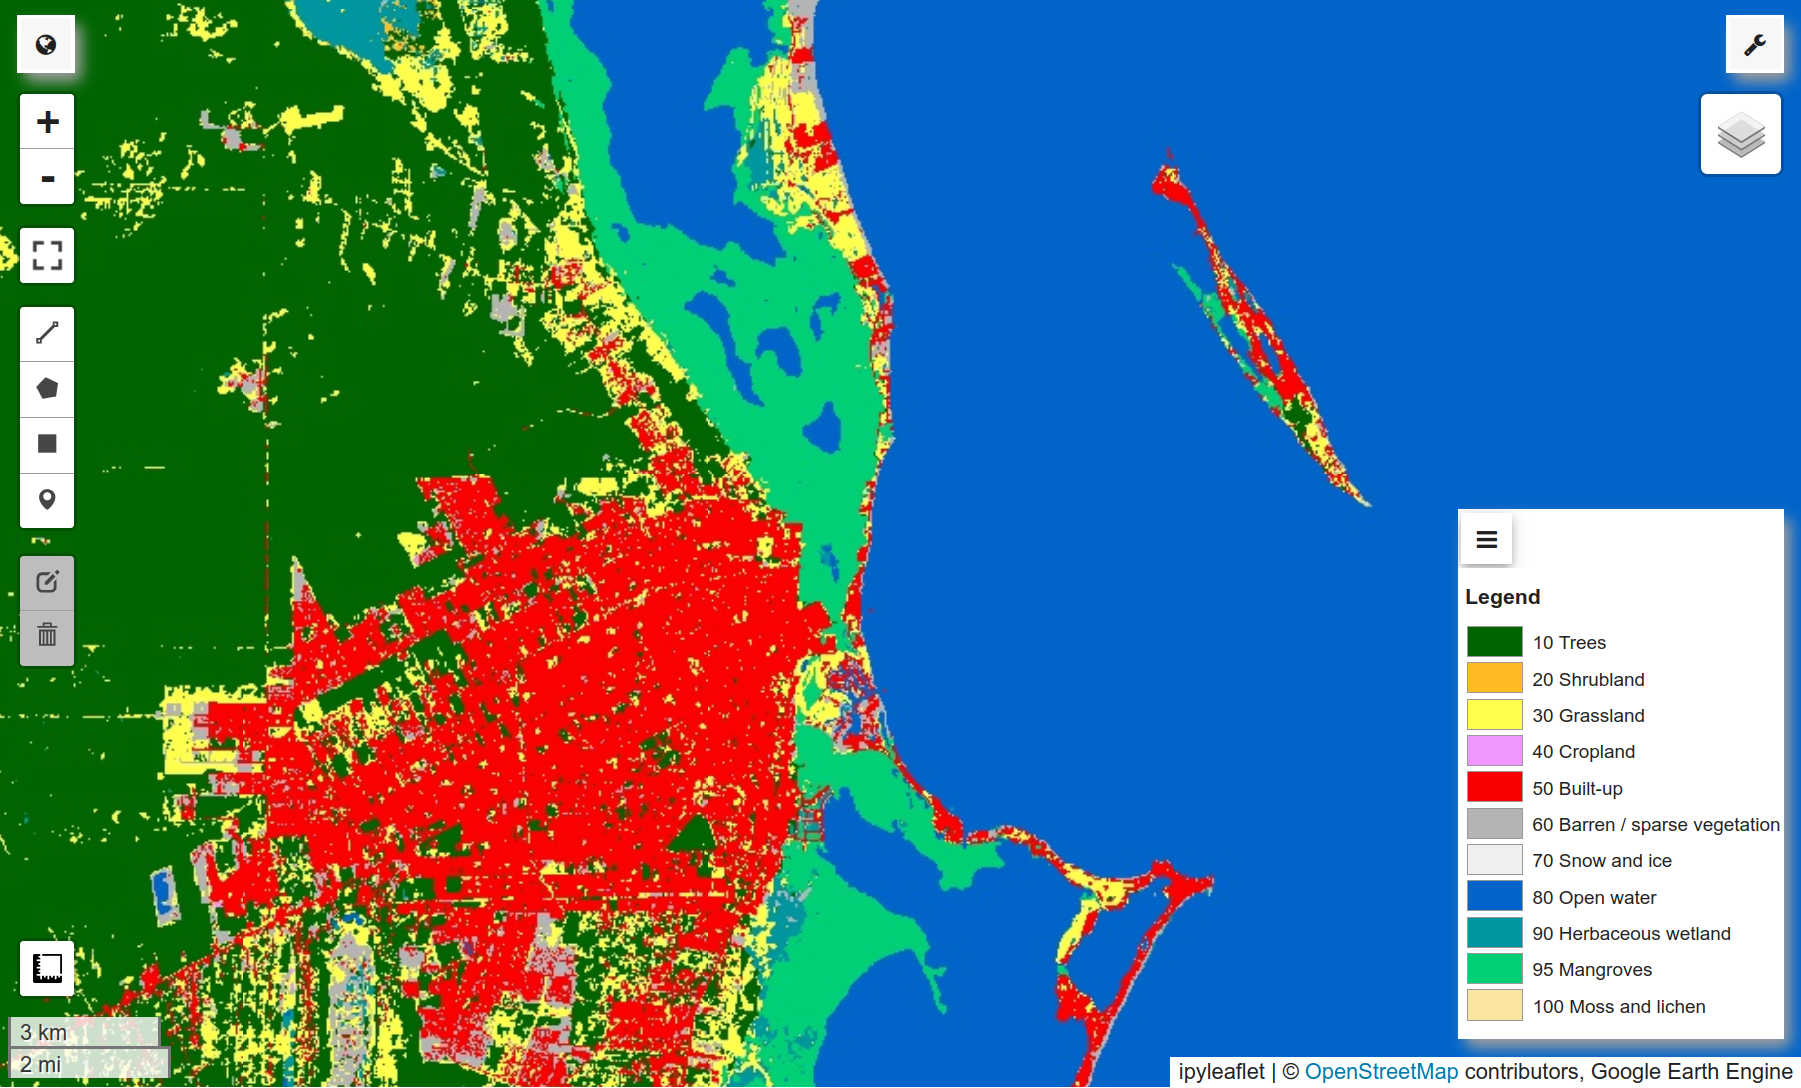 +
-
Legend
10 Trees
20 Shrubland
30 Grassland
40 Cropland
50 Built-up
60 Barren / sparse vegetation
70 Snow and ice
80 Open water
90 Herbaceous wetland
95 Mangroves
100 Moss and lichen
3 km
2 mi
ipyleaflet | © OpenStreetMap contributors, Google Earth Engine